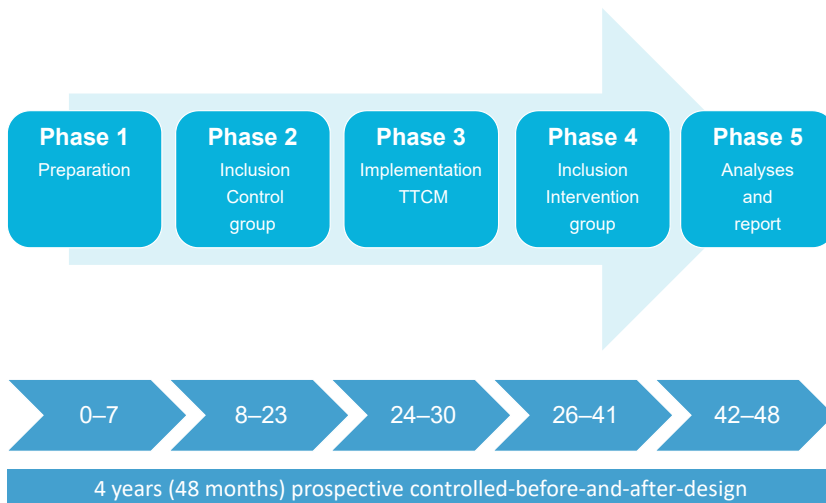 Phase 1
Preparation
Phase 2
Inclusion
Control
group
Phase 3
Implementation
TTCM
Phase 4
Inclusion
Intervention
group
Phase 5
Analyses
and
report
0–7
8–23
24–30
26–41
42–48
4 years (48 months) prospective controlled-before-and-after-design